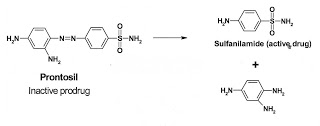 H₂N N=N S O O NH₂
NH₂
Prontosil
Inactive prodrug
H₂N S O O NH₂
Sulfanilamide (active drug)
+
NH₂
H₂N NH₂